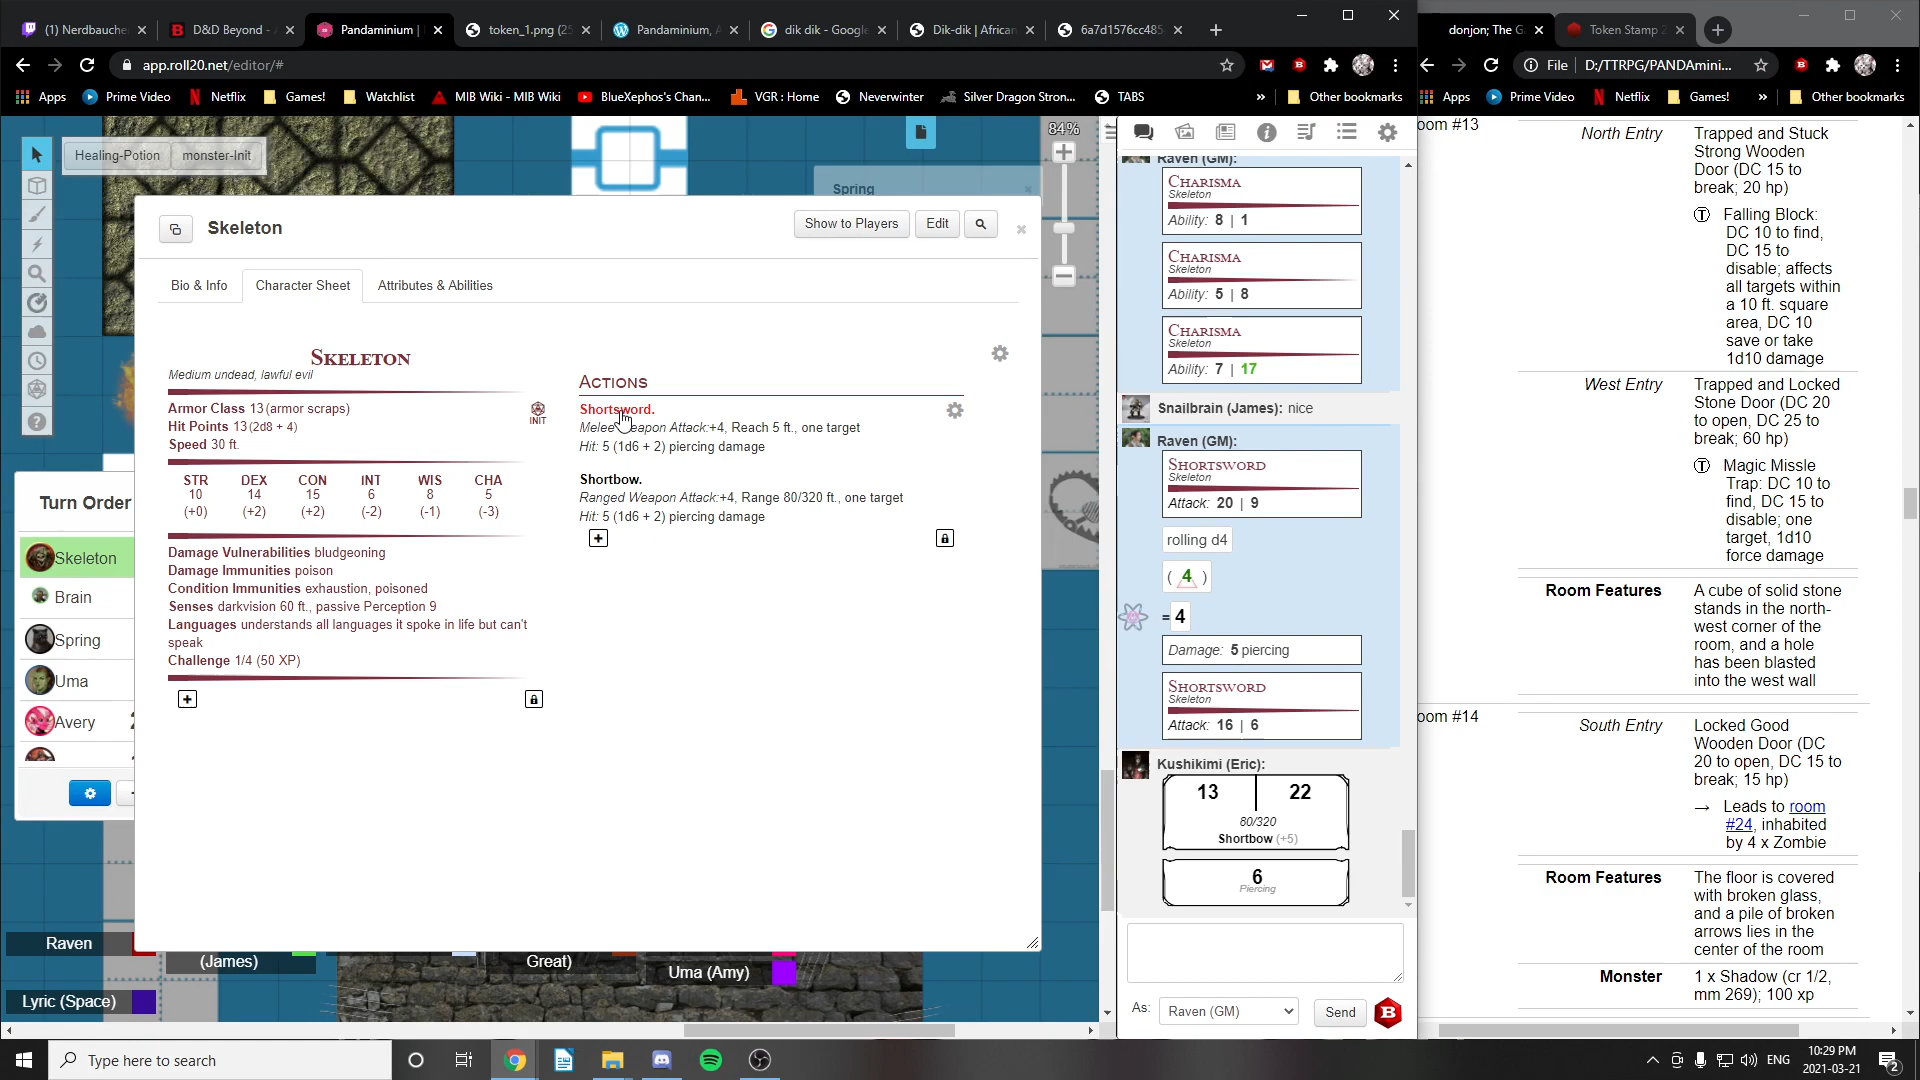 (1) Nerdbauche
D&D Beyond -
Pandaminium |
token_1.png (25
Pandaminium, A
dik dik - Google
Dik-dik | African
6a7d1576cc485
donjon; The G
Token Stamp 2
app.roll20.net/editor/#
File | D:/TTRPG/PANDAmini...
Apps
Prime Video
Netflix
Games!
Watchlist
MIB Wiki - MIB Wiki
BlueXephos's Chan...
VGR : Home
Neverwinter
Silver Dragon Stron...
TABS
»
Other bookmarks
Apps
Prime Video
Netflix
Games!
»
Other bookmarks
Healing-Potion
monster-Init
84%
Spring
Skeleton
Show to Players
Edit
Bio & Info
Character Sheet
Attributes & Abilities
SKELETON
Medium undead, lawful evil
Armor Class 13 (armor scraps)
Hit Points 13 (2d8 + 4)
Speed 30 ft.
INIT
STR DEX CON INT WIS CHA
10 14 15 6 8 5
(+0) (+2) (+2) (-2) (-1) (-3)
Damage Vulnerabilities bludgeoning
Damage Immunities poison
Condition Immunities exhaustion, poisoned
Senses darkvision 60 ft., passive Perception 9
Languages understands all languages it spoke in life but can't
speak
Challenge 1/4 (50 XP)
ACTIONS
Shortsword.
Melee Weapon Attack:+4, Reach 5 ft., one target
Hit: 5 (1d6 + 2) piercing damage
Shortbow.
Ranged Weapon Attack:+4, Range 80/320 ft., one target
Hit: 5 (1d6 + 2) piercing damage
Turn Order
Skeleton
Brain
Spring
Uma
Avery
Raven
(James)
Great)
Uma (Amy)
Lyric (Space)
Raven (GM):
CHARISMA
Skeleton
Ability: 8 | 1
CHARISMA
Skeleton
Ability: 5 | 8
CHARISMA
Skeleton
Ability: 7 | 17
Snailbrain (James): nice
Raven (GM):
SHORTSWORD
Skeleton
Attack: 20 | 9
rolling d4
( 4 )
=4
Damage: 5 piercing
SHORTSWORD
Skeleton
Attack: 16 | 6
Kushikimi (Eric):
13 22
80/320
Shortbow (+5)
6
Piercing
As:
Raven (GM)
Send
oom #13
North Entry
Trapped and Stuck
Strong Wooden
Door (DC 15 to
break; 20 hp)
Ⓣ Falling Block:
DC 10 to find,
DC 15 to
disable; affects
all targets within
a 10 ft. square
area, DC 10
save or take
1d10 damage
West Entry
Trapped and Locked
Stone Door (DC 20
to open, DC 25 to
break; 60 hp)
Ⓣ Magic Missle
Trap: DC 10 to
find, DC 15 to
disable; one
target, 1d10
force damage
Room Features
A cube of solid stone
stands in the north-
west corner of the
room, and a hole
has been blasted
into the west wall
oom #14
South Entry
Locked Good
Wooden Door (DC
20 to open, DC 15 to
break; 15 hp)
→ Leads to room
#24, inhabited
by 4 x Zombie
Room Features
The floor is covered
with broken glass,
and a pile of broken
arrows lies in the
center of the room
Monster
1 x Shadow (cr 1/2,
mm 269); 100 xp
Type here to search
ENG
10:29 PM
2021-03-21
2